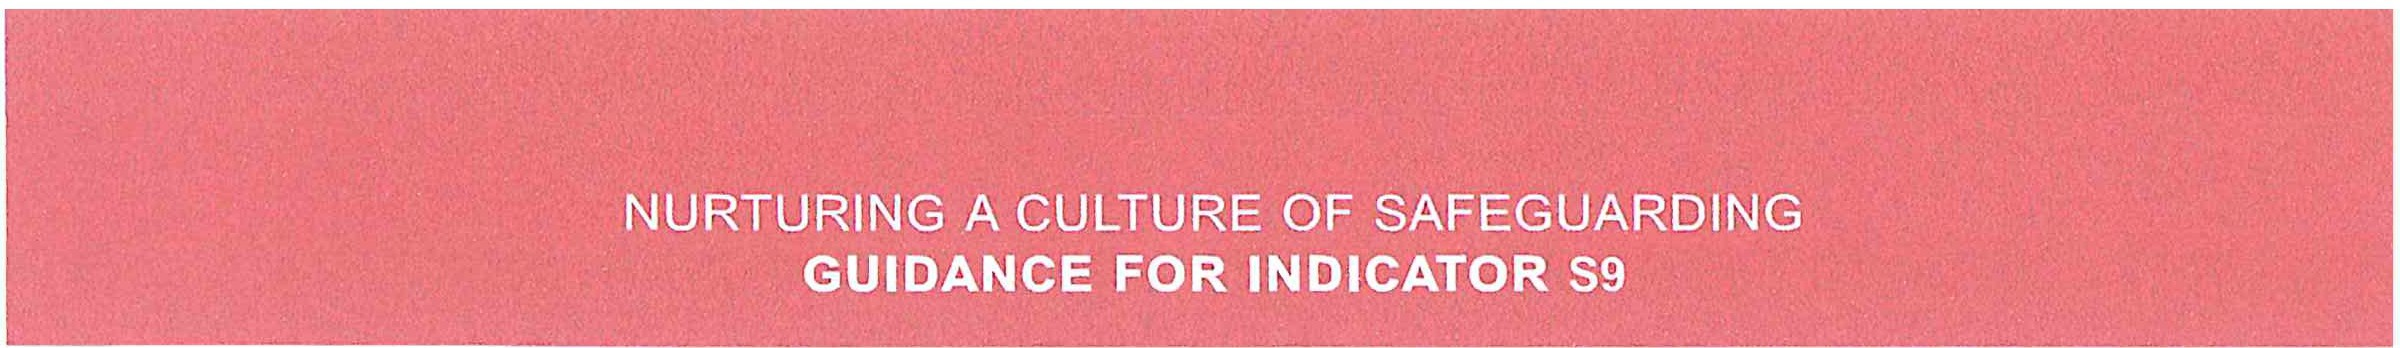 NURTURING A CULTURE OF SAFEGUARDING
GUIDANCE FOR INDICATOR S9